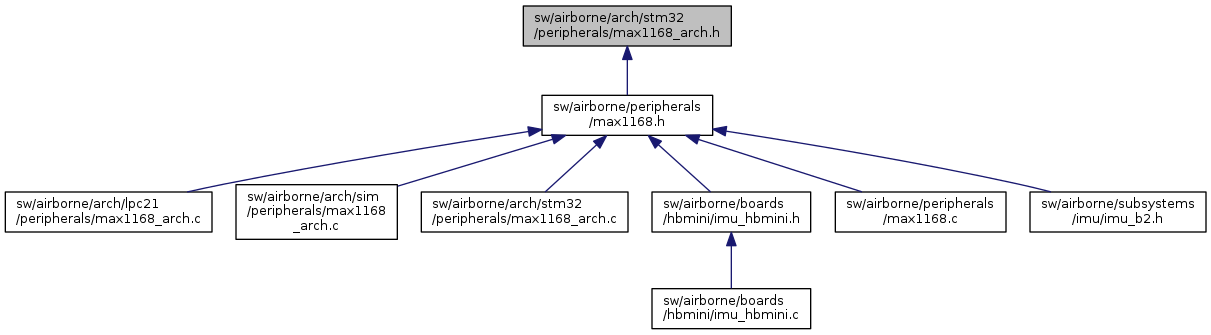 sw/airborne/arch/stm32
/peripherals/max1168_arch.h
sw/airborne/peripherals
/max1168.h
sw/airborne/arch/lpc21
/peripherals/max1168_arch.c
sw/airborne/arch/sim
/peripherals/max1168
_arch.c
sw/airborne/arch/stm32
/peripherals/max1168_arch.c
sw/airborne/boards
/hbmini/imu_hbmini.h
sw/airborne/peripherals
/max1168.c
sw/airborne/subsystems
/imu/imu_b2.h
sw/airborne/boards
/hbmini/imu_hbmini.c